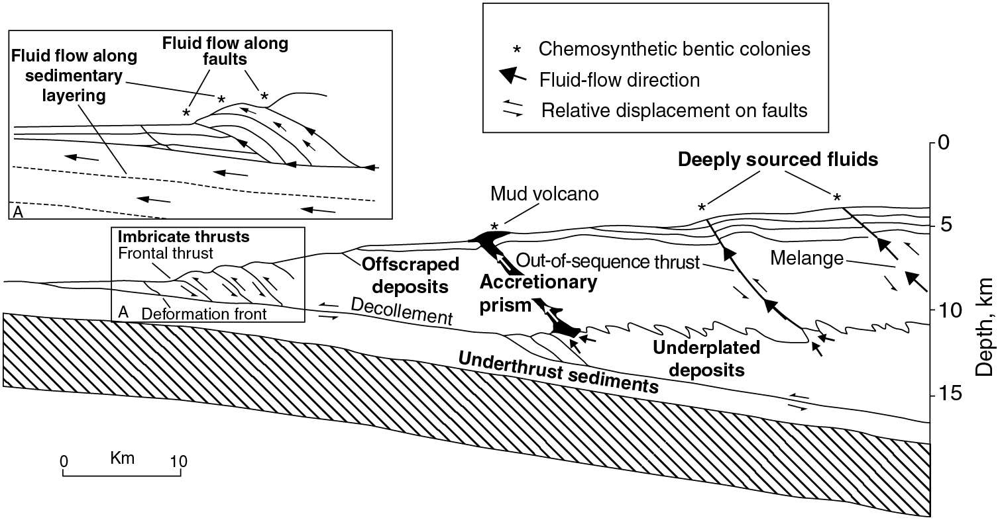 Fluid flow along
faults
Fluid flow along
sedimentary
layering
A
* Chemosynthetic bentic colonies
Fluid-flow direction
Relative displacement on faults
0
Deeply sourced fluids
Mud volcano
5
Imbricate thrusts
Frontal thrust
Offscraped
deposits
Out-of-sequence thrust
Melange
Accretionary
prism
A
Deformation front
Decollement
10
Depth, km
Underplated
deposits
Underthrust sediments
15
0 Km 10